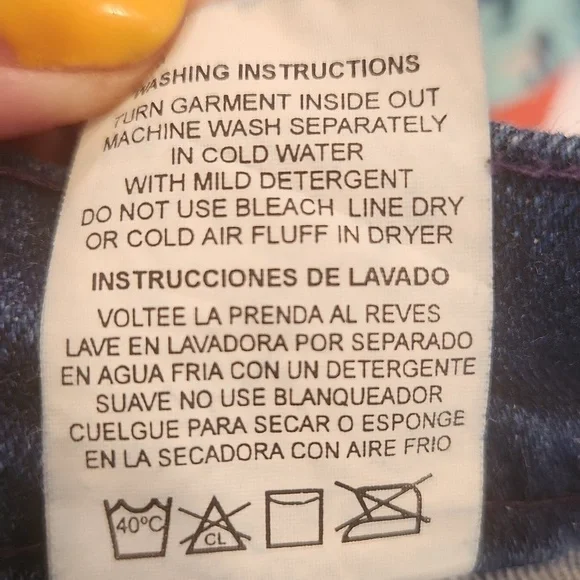 WASHING INSTRUCTIONS
TURN GARMENT INSIDE OUT
MACHINE WASH SEPARATELY
IN COLD WATER
WITH MILD DETERGENT
DO NOT USE BLEACH LINE DRY
OR COLD AIR FLUFF IN DRYER
INSTRUCCIONES DE LAVADO
VOLTEE LA PRENDA AL REVES
LAVE EN LAVADORA POR SEPARADO
EN AGUA FRIA CON UN DETERGENTE
SUAVE NO USE BLANQUEADOR
CUELGUE PARA SECAR O ESPONGE
EN LA SECADORA CON AIRE FRIO
40ºC CL